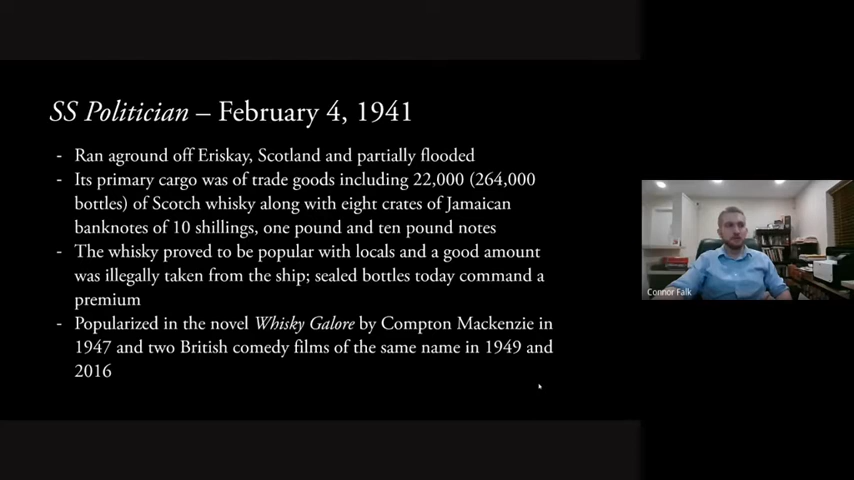 SS Politician – February 4, 1941
- Ran aground off Eriskay, Scotland and partially flooded
- Its primary cargo was of trade goods including 22,000 (264,000
bottles) of Scotch whisky along with eight crates of Jamaican
banknotes of 10 shillings, one pound and ten pound notes
- The whisky proved to be popular with locals and a good amount
was illegally taken from the ship; sealed bottles today command a
premium
- Popularized in the novel Whisky Galore by Compton Mackenzie in
1947 and two British comedy films of the same name in 1949 and
2016
Connor Falk